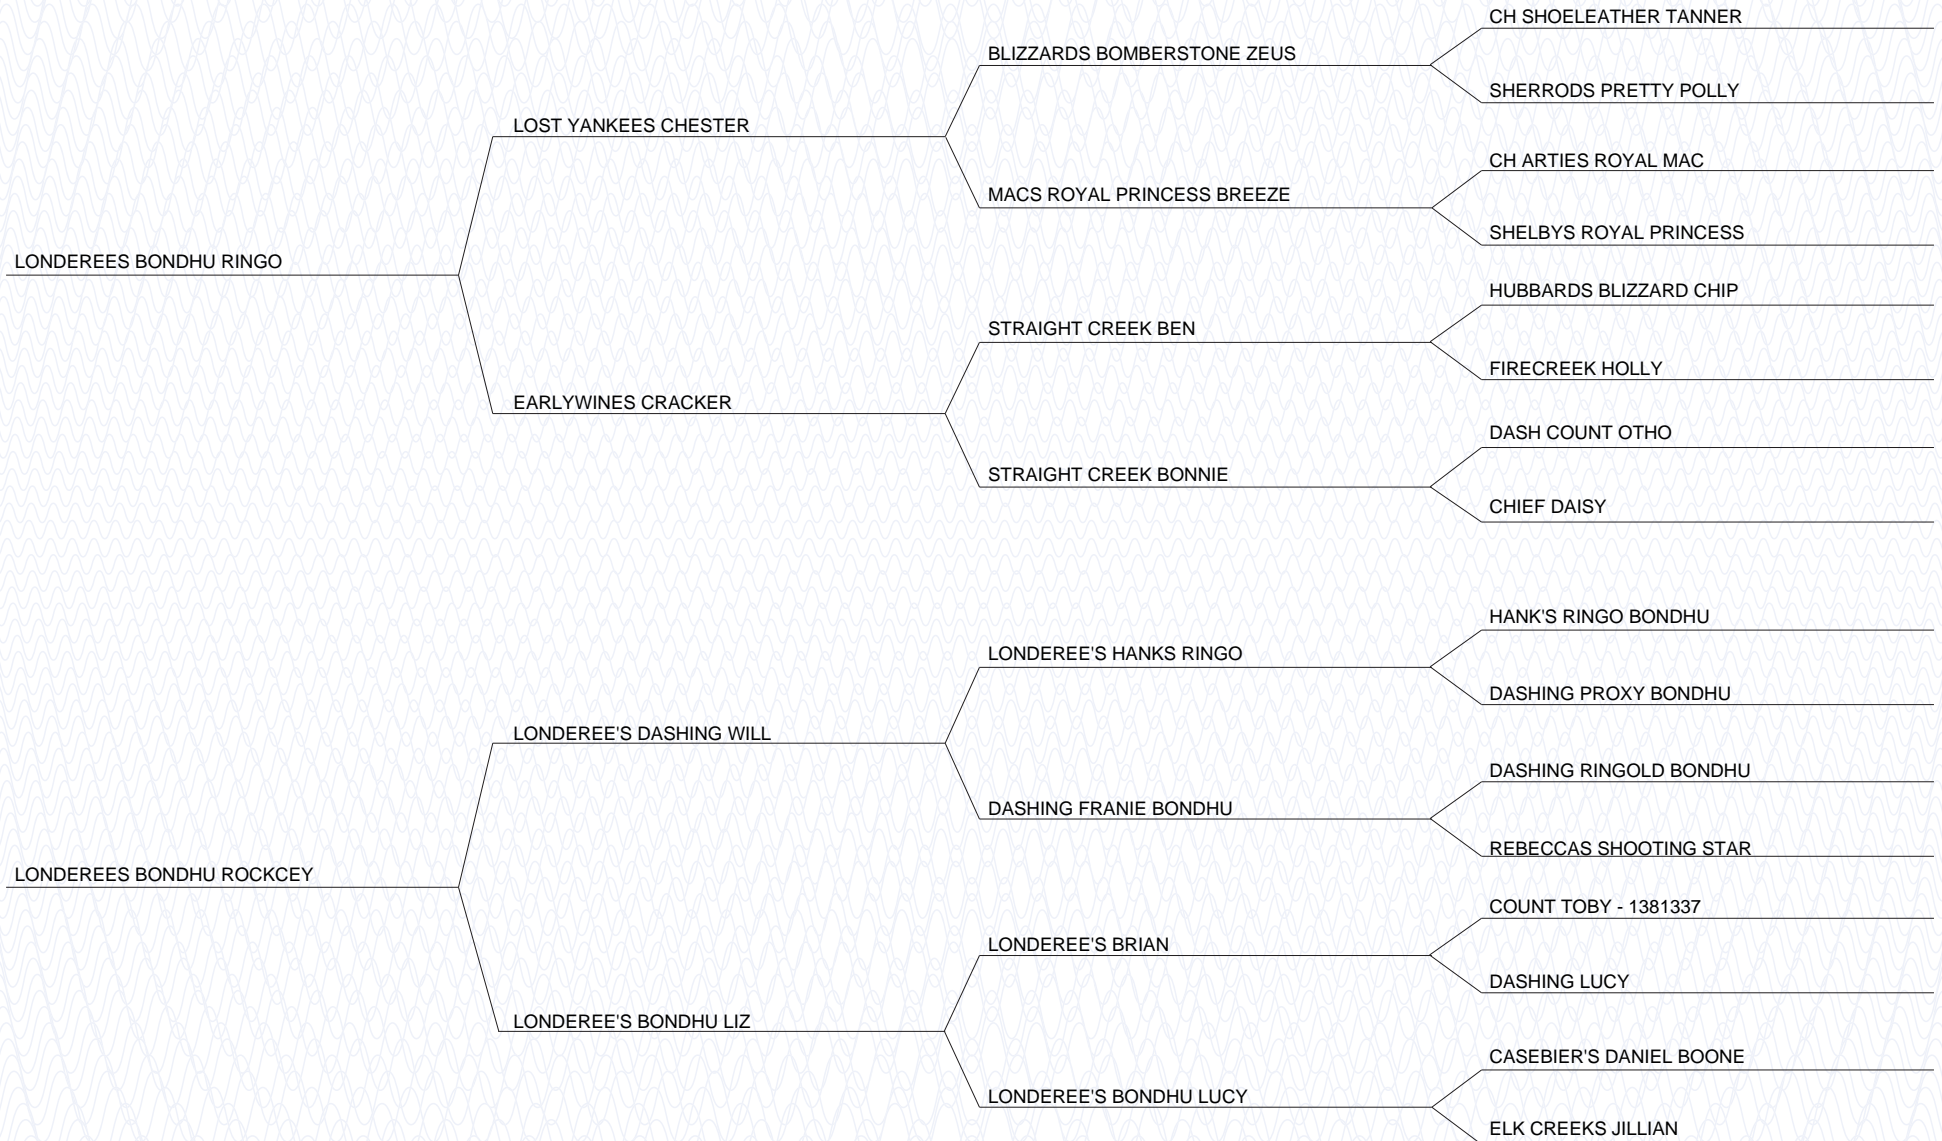 CH SHOELEATHER TANNER
BLIZZARDS BOMBERSTONE ZEUS
SHERRODS PRETTY POLLY
LOST YANKEES CHESTER
CH ARTIES ROYAL MAC
MACS ROYAL PRINCESS BREEZE
SHELBYS ROYAL PRINCESS
LONDEREES BONDHU RINGO
HUBBARDS BLIZZARD CHIP
STRAIGHT CREEK BEN
FIRECREEK HOLLY
EARLYWINES CRACKER
DASH COUNT OTHO
STRAIGHT CREEK BONNIE
CHIEF DAISY
HANK'S RINGO BONDHU
LONDEREE'S HANKS RINGO
DASHING PROXY BONDHU
LONDEREE'S DASHING WILL
DASHING RINGOLD BONDHU
DASHING FRANIE BONDHU
REBECCAS SHOOTING STAR
LONDEREES BONDHU ROCKCEY
COUNT TOBY - 1381337
LONDEREE'S BRIAN
DASHING LUCY
LONDEREE'S BONDHU LIZ
CASEBIER'S DANIEL BOONE
LONDEREE'S BONDHU LUCY
ELK CREEKS JILLIAN